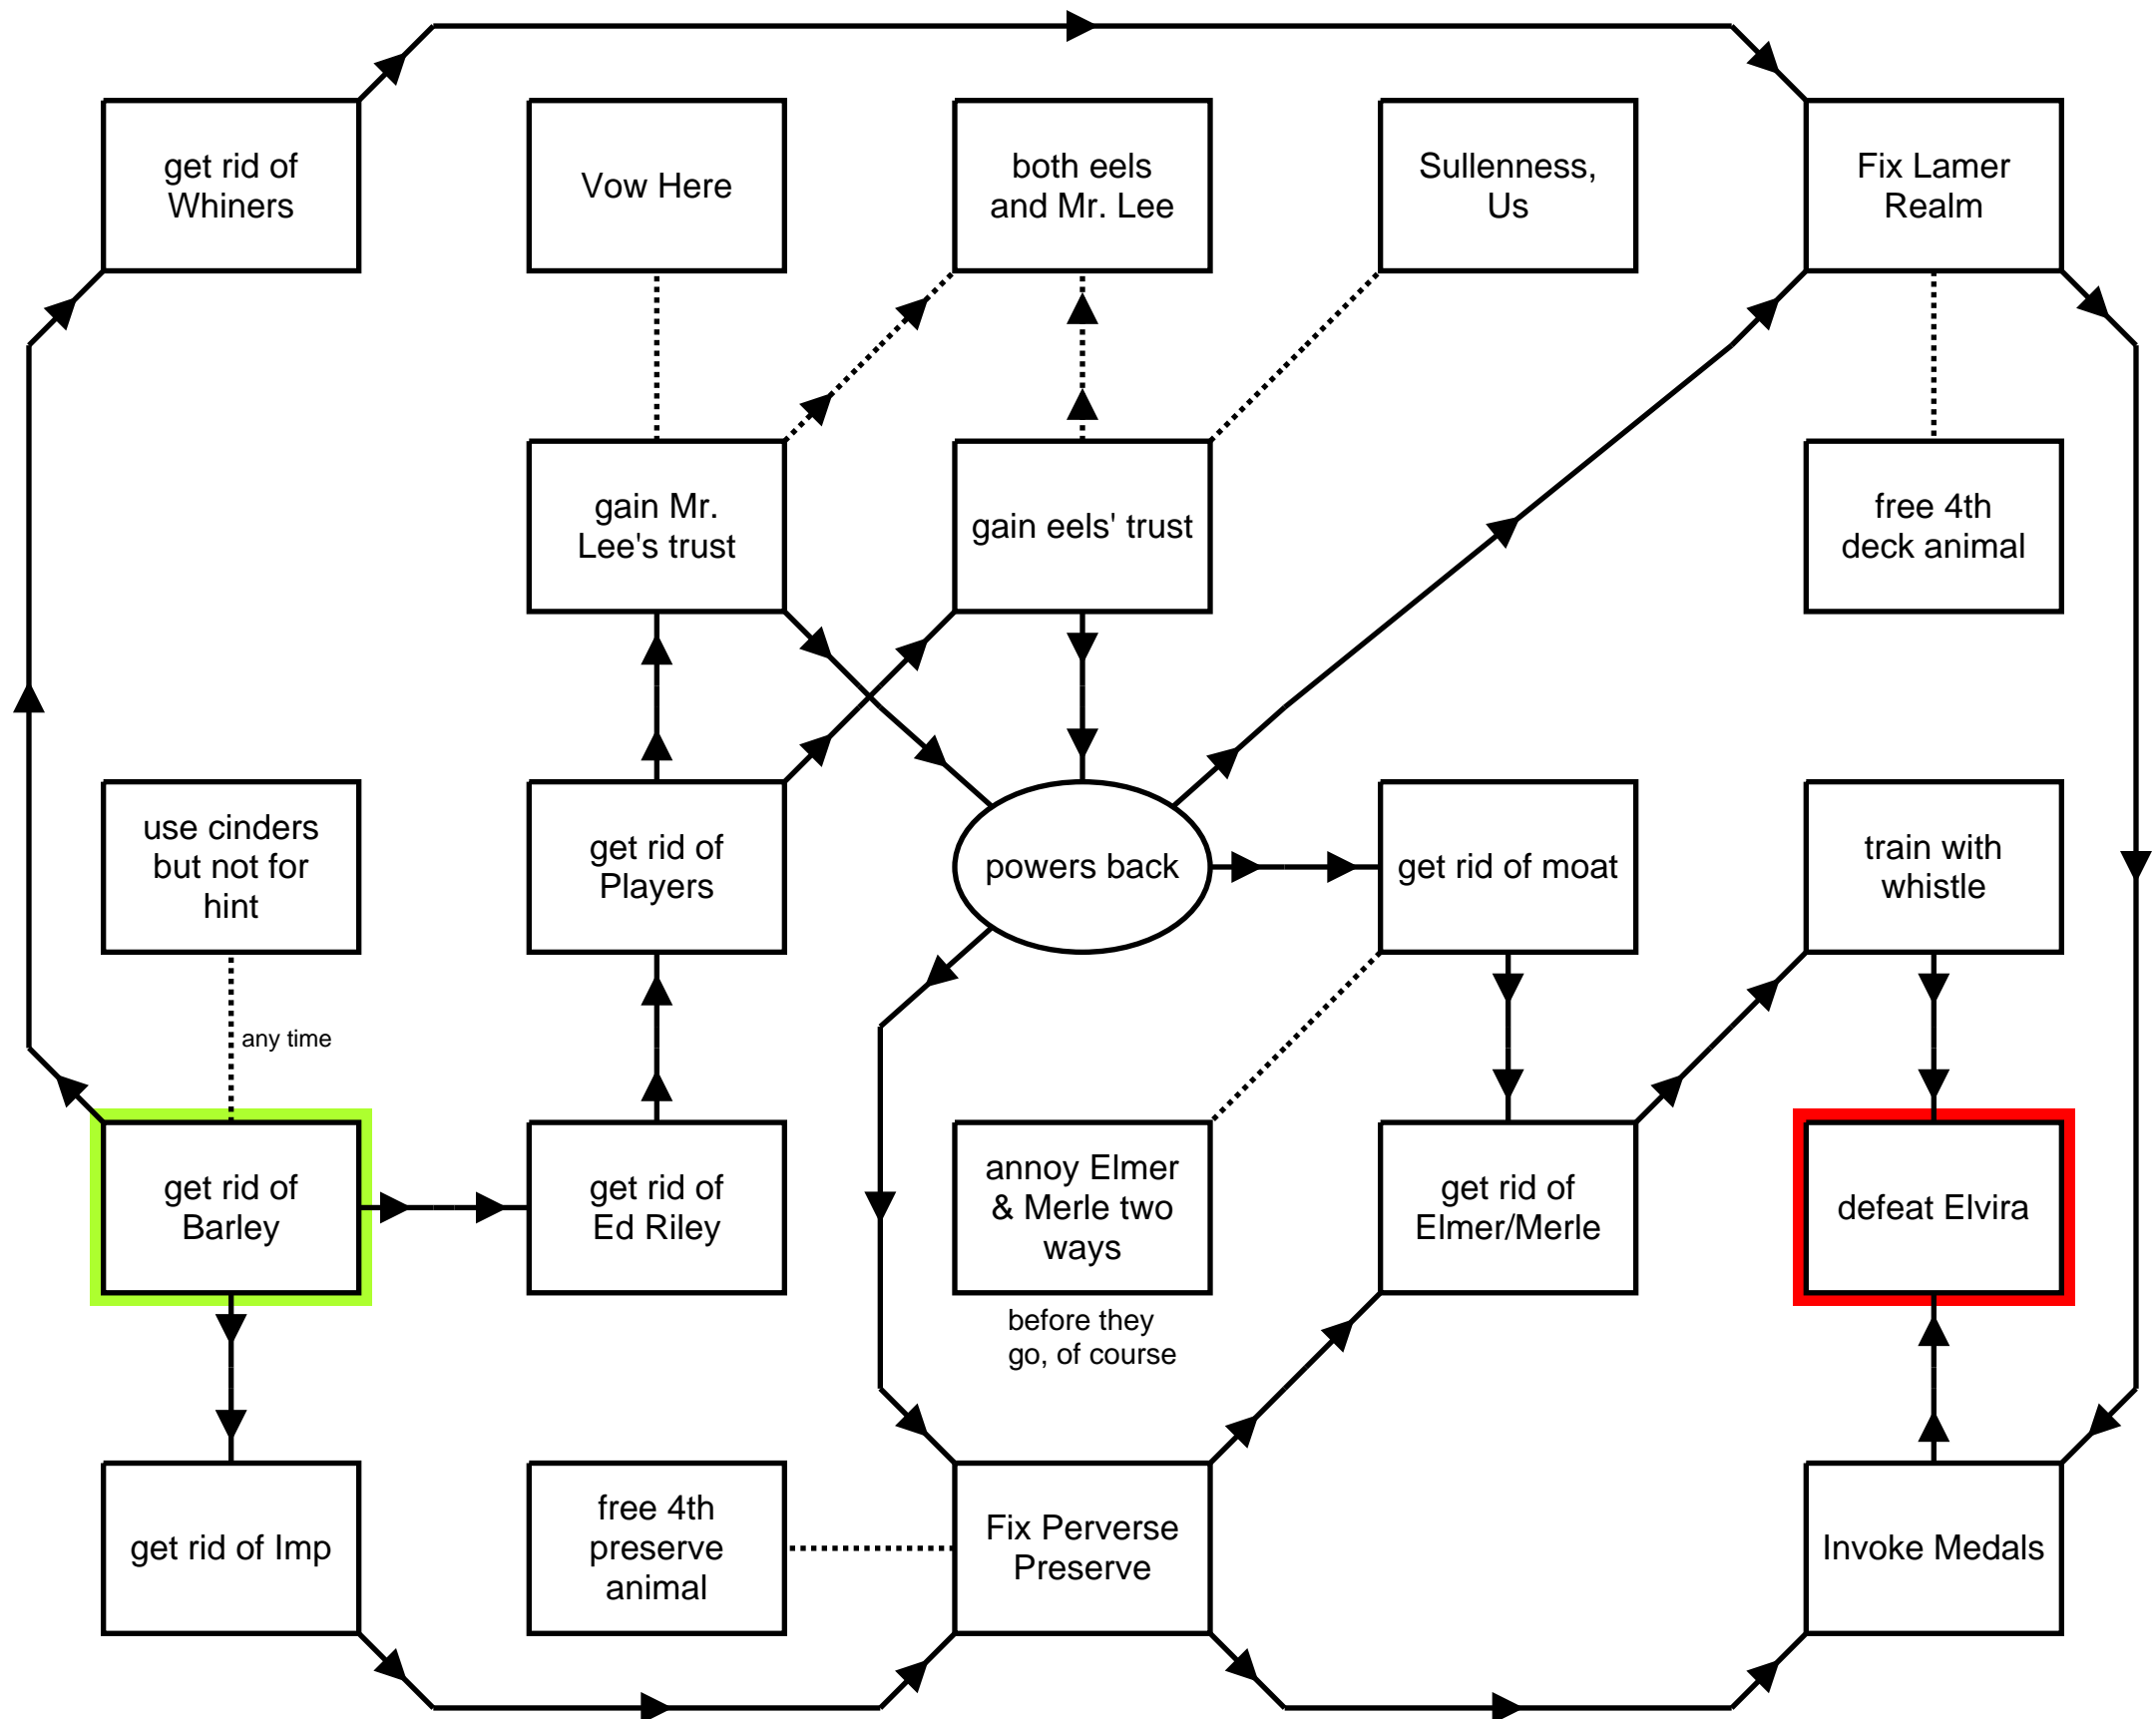 get rid of
Whiners
Vow Here
both eels
and Mr. Lee
Sullenness,
Us
Fix Lamer
Realm
gain Mr.
Lee's trust
gain eels' trust
free 4th
deck animal
use cinders
but not for
hint
get rid of
Players
powers back
get rid of moat
train with
whistle
any time
get rid of
Barley
get rid of
Ed Riley
annoy Elmer
& Merle two
ways
get rid of
Elmer/Merle
defeat Elvira
before they
go, of course
get rid of Imp
free 4th
preserve
animal
Fix Perverse
Preserve
Invoke Medals